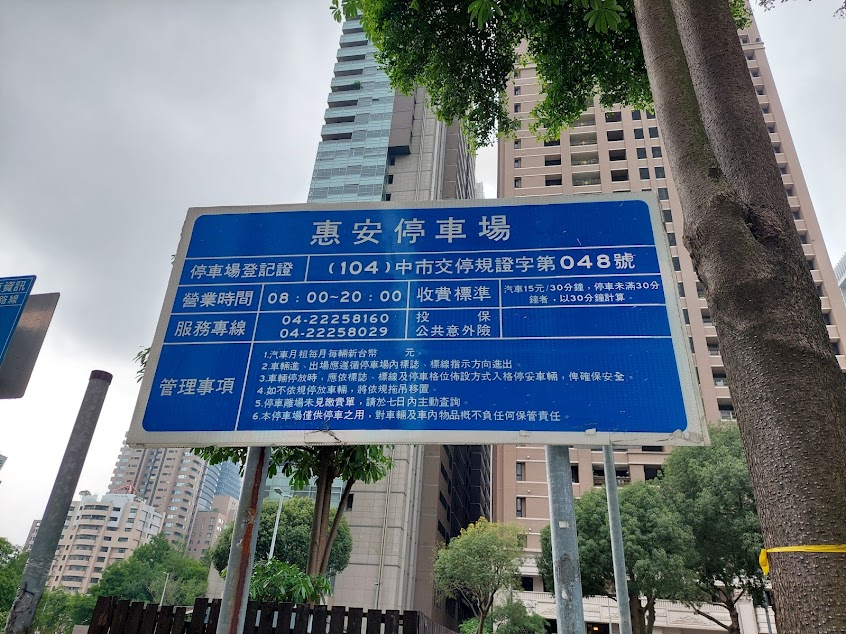 惠安停車場
停車場登記證
(104)中市交停規證字第048號
營業時間
08：00~20：00
收費標準
汽車15元/30分鐘，停車未滿30分
鐘者，以30分鐘計算。
服務專線
04-22258160
04-22258029
投保
公共意外險
管理事項
1.汽車月租每月每輛新台幣　　元。
2.車輛進、出場應遵循停車場內標誌、標線指示方向進出。
3.車輛停放時，應依標誌、標線及停車格位佈設方式入格停妥車輛，俾確保安全。
4.如不依規停放車輛，將依規拖吊移置。
5.停車離場未見繳費單，請於七日內主動查詢。
6.本停車場僅供停車之用，對車輛及車內物品概不負任何保管責任。
車資訊
路線